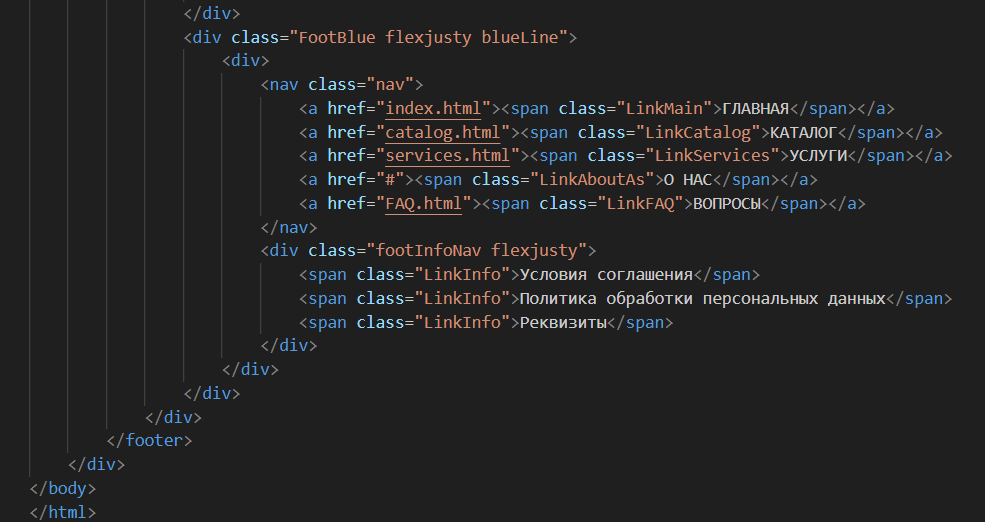 </div>
<div class="FootBlue flexjusty blueLine">
<div>
<nav class="nav">
<a href="index.html"><span class="LinkMain">ГЛАВНАЯ</span></a>
<a href="catalog.html"><span class="LinkCatalog">КАТАЛОГ</span></a>
<a href="services.html"><span class="LinkServices">УСЛУГИ</span></a>
<a href="#"><span class="LinkAboutAs">О НАС</span></a>
<a href="FAQ.html"><span class="LinkFAQ">ВОПРОСЫ</span></a>
</nav>
<div class="footInfoNav flexjusty">
<span class="LinkInfo">Условия соглашения</span>
<span class="LinkInfo">Политика обработки персональных данных</span>
<span class="LinkInfo">Реквизиты</span>
</div>
</div>
</div>
</div>
</footer>
</div>
</body>
</html>